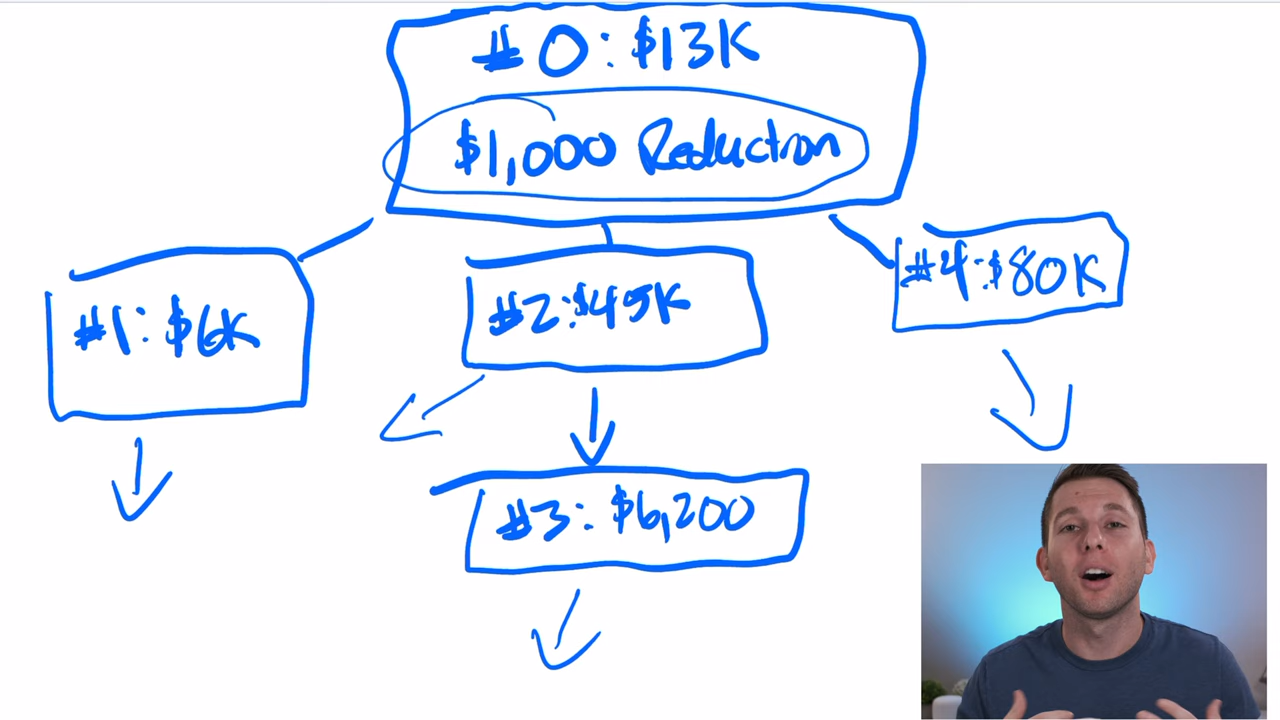 #0: $13K
$1,000 Reduction
#1: $6K
#2: $45K
#4: $80K
#3: $6,200